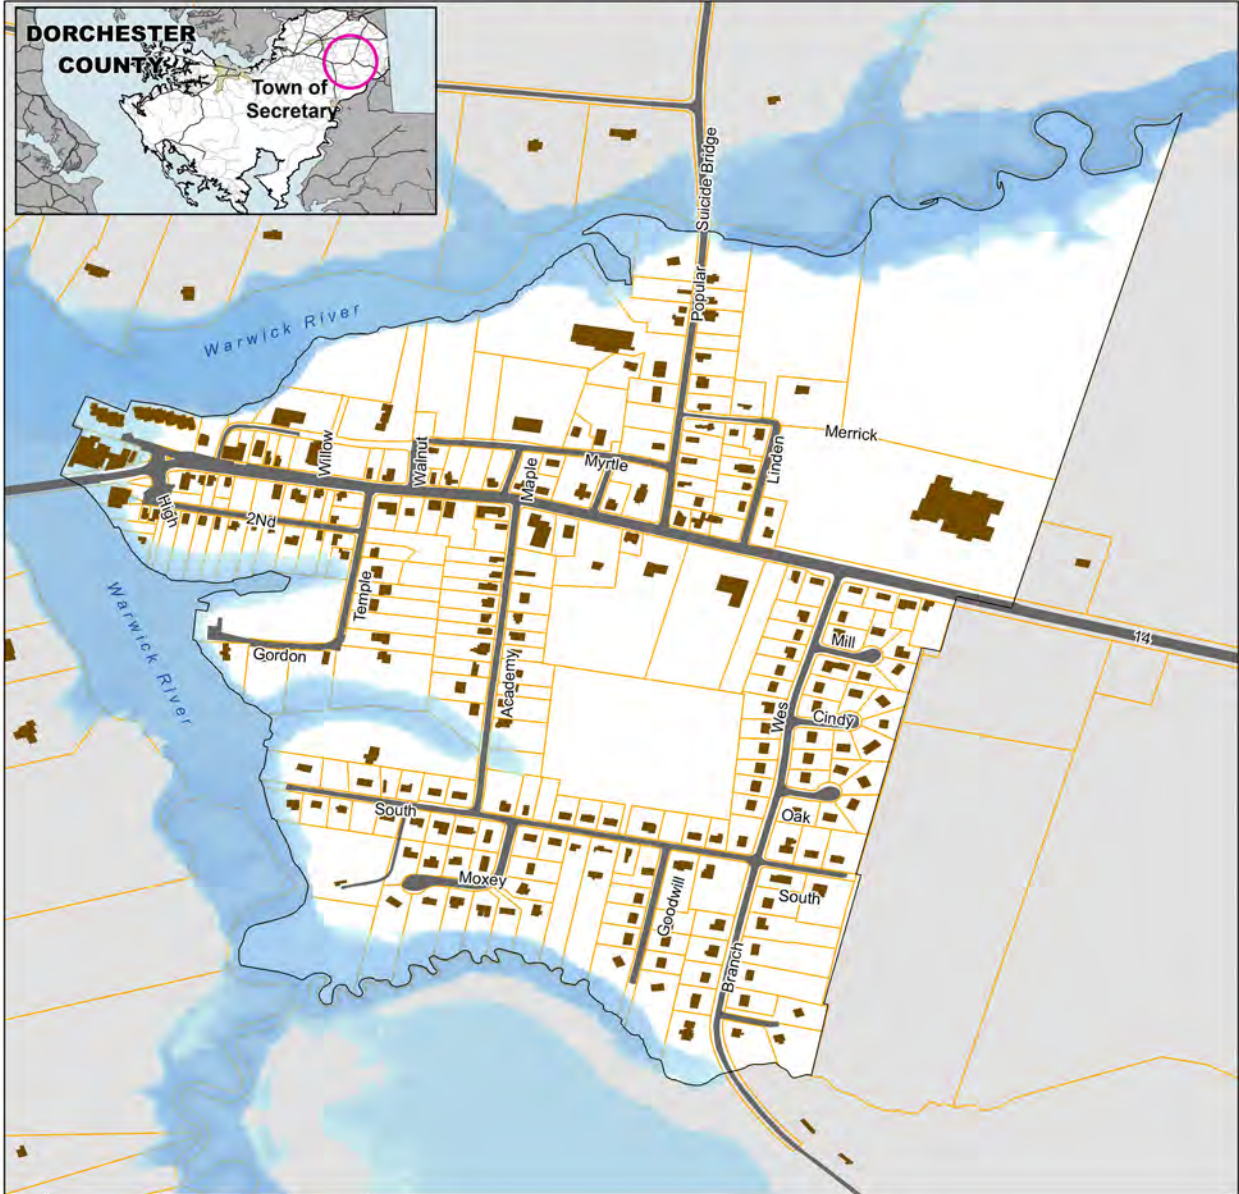 DORCHESTER
COUNTY
Town of
Secretary
Suicide Bridge
Popular
Warwick River
Merrick
Linden
Willow
Walnut
Myrtle
Maple
High
2Nd
Temple
Warwick River
Gordon
Academy
14
Mill
Wes
Cindy
South
Oak
Moxey
Goodwill
South
Branch